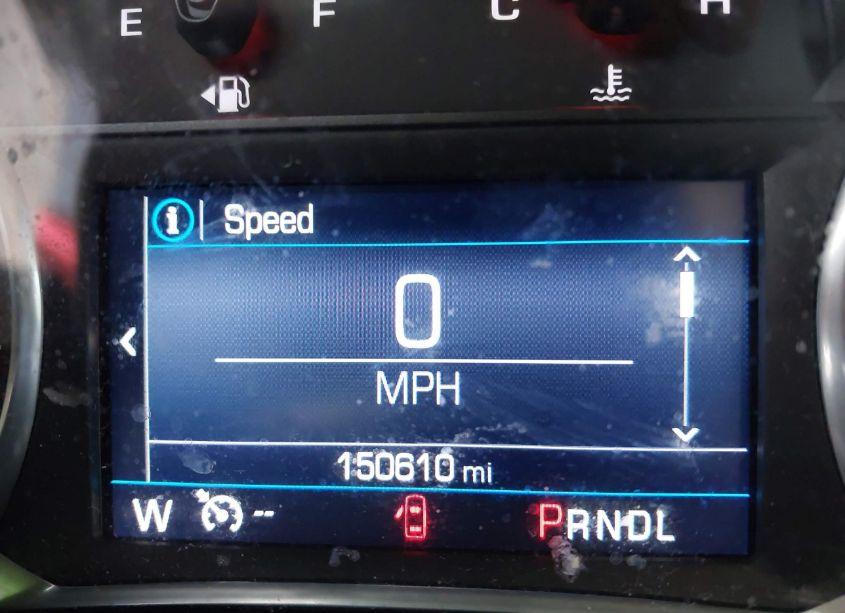 E F C H
i Speed
0
MPH
150610 mi
W -- PRNDL